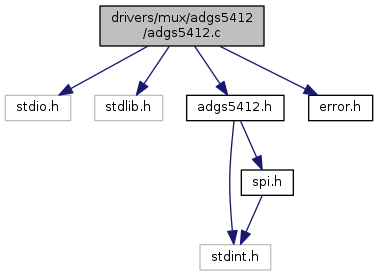 drivers/mux/adgs5412
/adgs5412.c
stdio.h
stdlib.h
adgs5412.h
error.h
spi.h
stdint.h